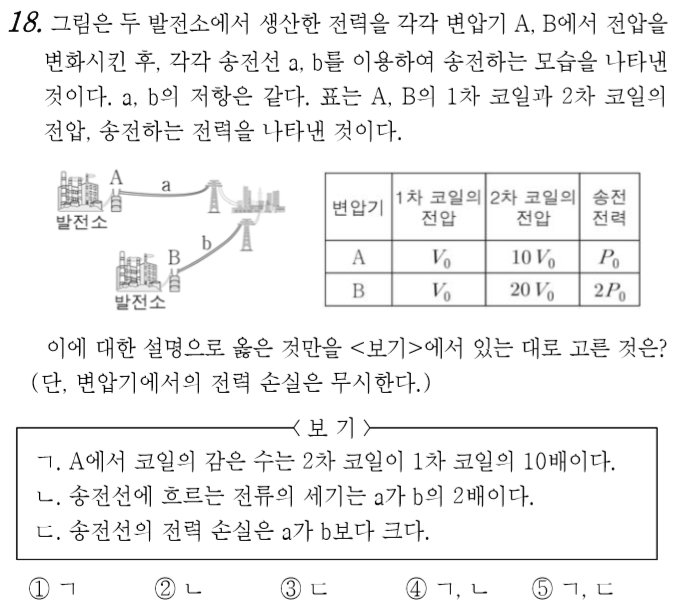 18. 그림은 두 발전소에서 생산한 전력을 각각 변압기 A, B에서 전압을
변화시킨 후, 각각 송전선 a, b를 이용하여 송전하는 모습을 나타낸
것이다. a, b의 저항은 같다. 표는 A, B의 1차 코일과 2차 코일의
전압, 송전하는 전력을 나타낸 것이다.
A
a
발전소
B
b
발전소
변압기 1차 코일의 전압 2차 코일의 전압 송전 전력
A V₀ 10V₀ P₀
B V₀ 20V₀ 2P₀
이에 대한 설명으로 옳은 것만을 <보기>에서 있는 대로 고른 것은?
(단, 변압기에서의 전력 손실은 무시한다.)
<보 기>
ㄱ. A에서 코일의 감은 수는 2차 코일이 1차 코일의 10배이다.
ㄴ. 송전선에 흐르는 전류의 세기는 a가 b의 2배이다.
ㄷ. 송전선의 전력 손실은 a가 b보다 크다.
① ㄱ ② ㄴ ③ ㄷ ④ ㄱ, ㄴ ⑤ ㄱ, ㄷ